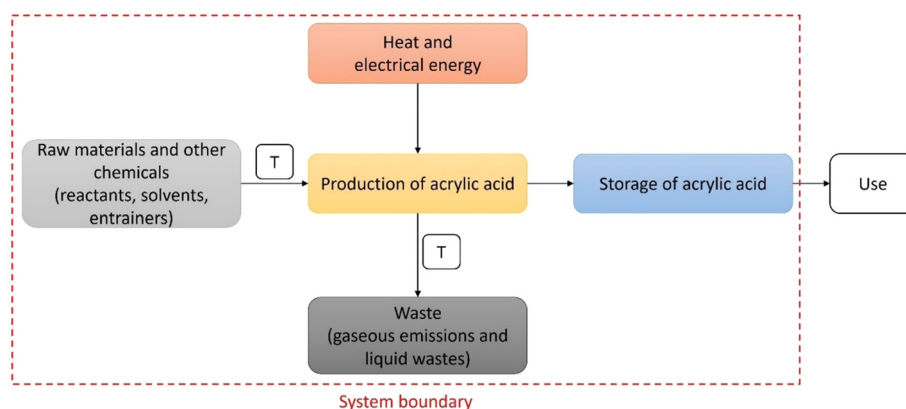 Heat and
electrical energy
Raw materials and other
chemicals
(reactants, solvents,
entrainers)
T
Production of acrylic acid
Storage of acrylic acid
Use
T
Waste
(gaseous emissions and
liquid wastes)
System boundary